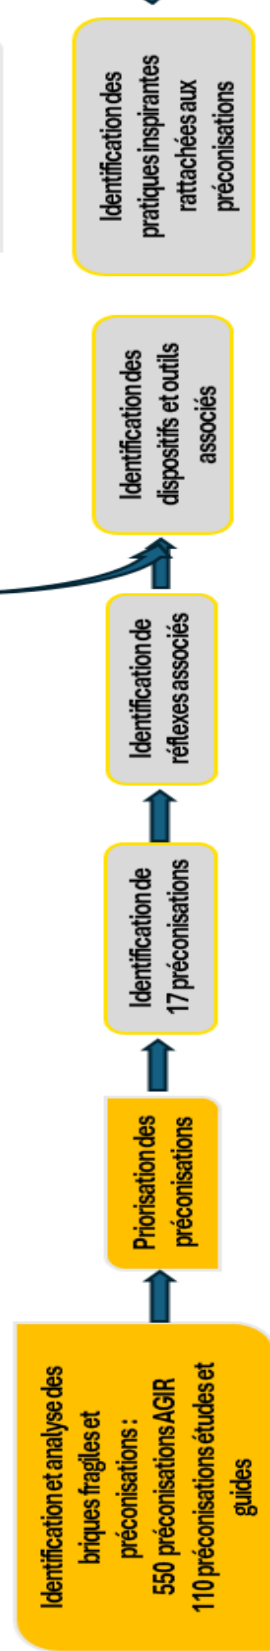 Identification et analyse des
briques fragiles et
préconisations :
550 préconisations AGIR
110 préconisations études et
guides
Priorisation des
préconisations
Identification de
17 préconisations
Identification de
réflexes associés
Identification des
dispositifs et outils
associés
Identification des
pratiques inspirantes
rattachées aux
préconisations